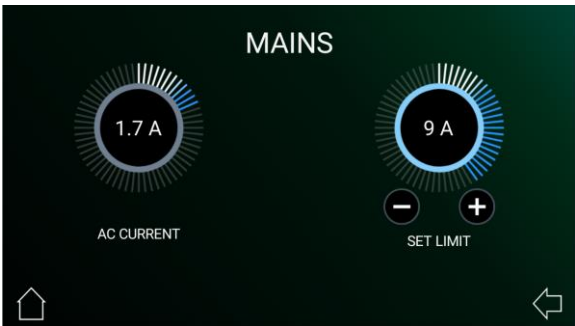 MAINS
1.7 A
9 A
AC CURRENT
SET LIMIT